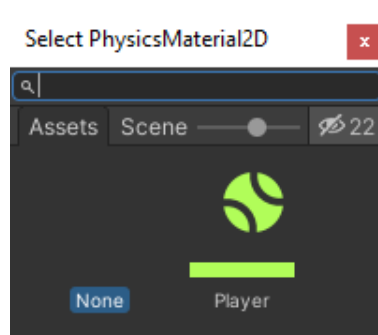 Select PhysicsMaterial2D x
Assets Scene 22
None Player